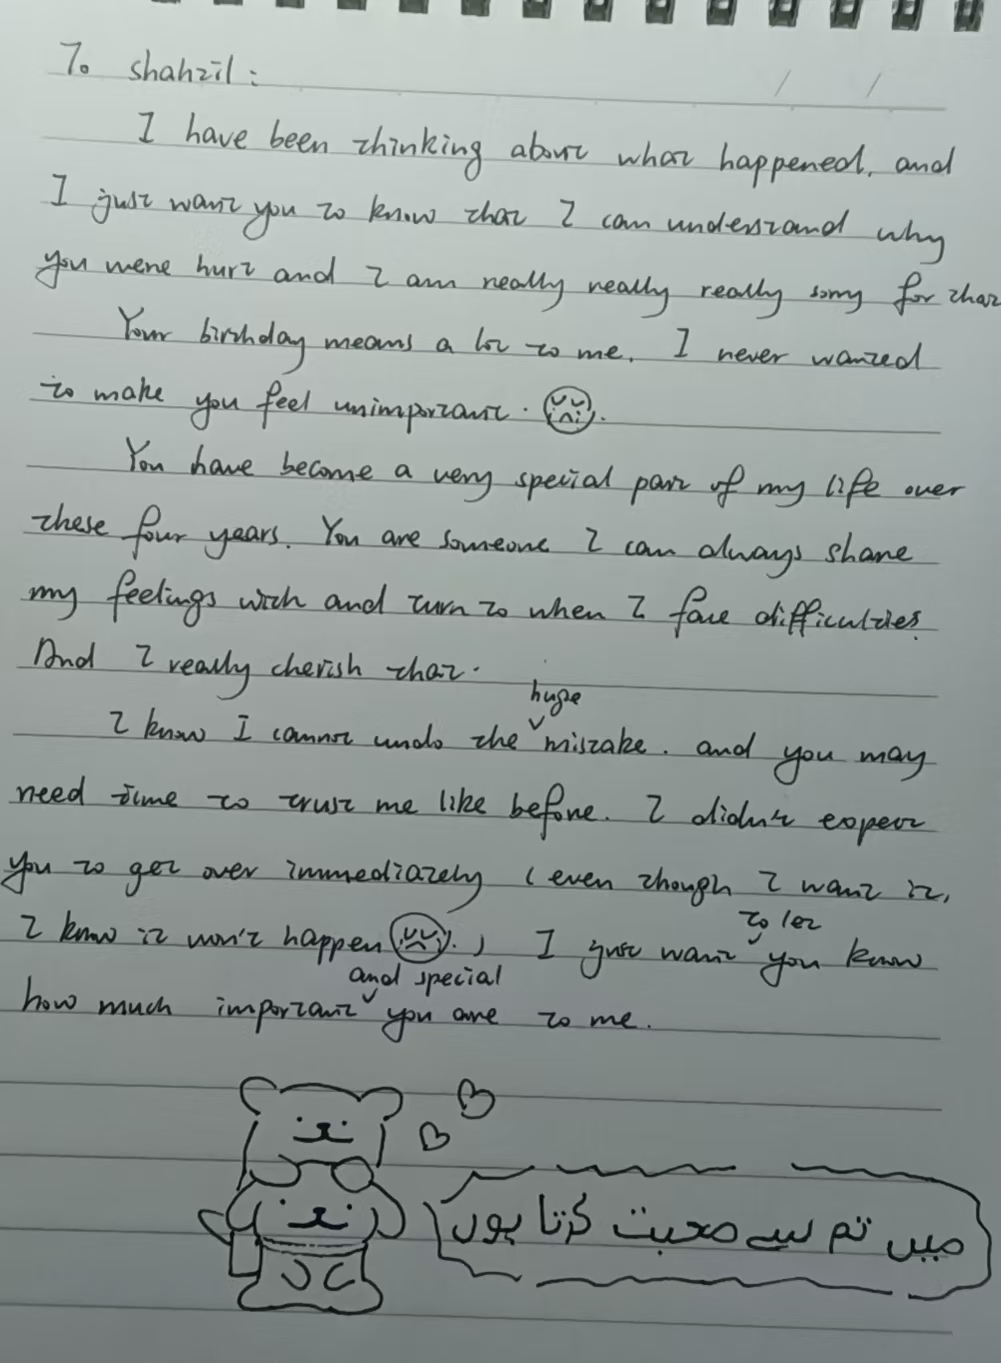 To shahzil:
I have been thinking about what happened, and
I just want you to know that I can understand why
you were hurt and I am really really really sorry for that
Your birthday means a lot to me. I never wanted
to make you feel unimportant.
You have become a very special part of my life over
these four years. You are someone I can always share
my feelings with and turn to when I face difficulties.
And I really cherish that.
huge
I know I cannot undo the mistake. and you may
need time to trust me like before. I didn't expect
you to get over immediately (even though I want it,
to let
I know it won't happen .) I just want you know
and special
how much important you are to me.
میں تم سے محبت کرتا ہوں